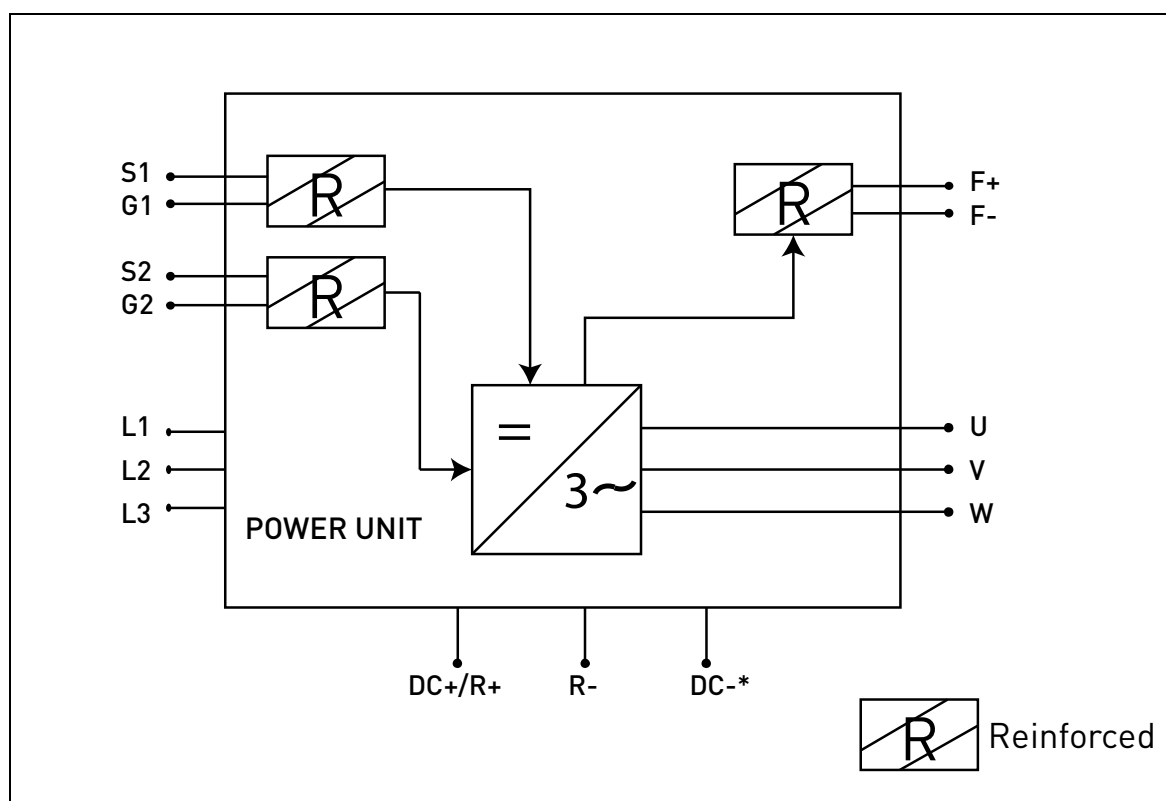 S1
G1
R
S2
G2
R
R
F+
F-
L1
L2
L3
POWER UNIT
=
3~
U
V
W
DC+/R+
R-
DC-*
R
Reinforced